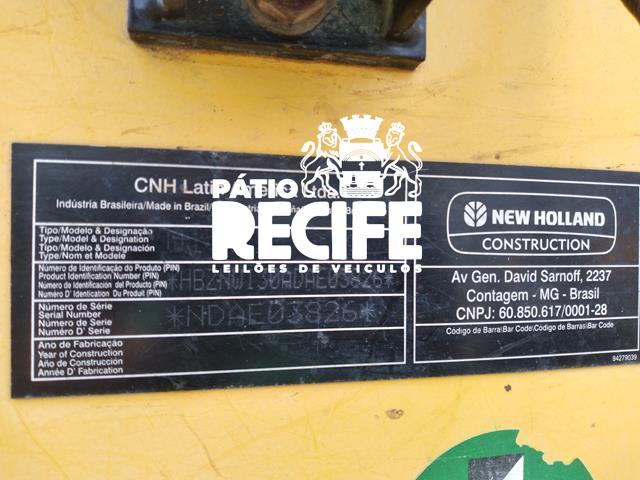 CNH
PÁTIO
RECIFE
LEILÕES DE VEICULOS
Indústria Brasileira/Made in Brazil/
Tipo/Modelo & Designação
Type/Model & Designation
Tipo/Modelo & Designación
Type/Nom et Modele
Número de Identificação do Produto (PIN)
Product Identification Number (PIN)
Número de Identificacion del Producto (PIN)
Numéro D' Identication Du Produit (PIN)
Número de Série
Serial Number
Número de Serie
Numéro D' Serie
*NDAE03826*
Ano de Fabricação
Year of Construction
Año de Construcción
Année D' Fabrication
NEW HOLLAND
CONSTRUCTION
Av Gen. David Sarnoff, 2237
Contagem - MG - Brasil
CNPJ: 60.850.617/0001-28
Código de Barra/Bar Code/Código de Barras/Bar Code
84279039